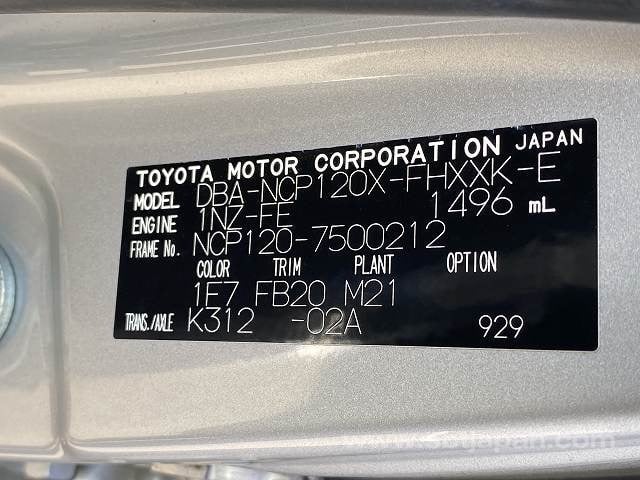 TOYOTA MOTOR CORPORATION JAPAN
MODEL DBA-NCP120X-FHXXK-E
ENGINE 1NZ-FE 1496 mL
FRAME No. NCP120-7500212
COLOR TRIM PLANT OPTION
1E7 FB20 M21
TRANS./AXLE K312 -02A 929